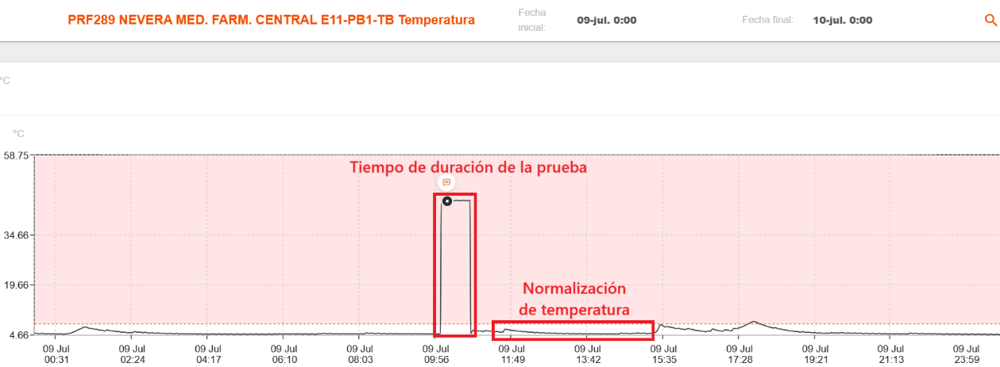 PRF289 NEVERA MED. FARM. CENTRAL E11-PB1-TB Temperatura
Fecha
inicial:
09-jul. 0:00
Fecha final:
10-jul. 0:00
°C
°C
58.75
34.66
19.66
4.66
Tiempo de duración de la prueba
Normalización
de temperatura
09 Jul 09 Jul 09 Jul 09 Jul 09 Jul 09 Jul 09 Jul 09 Jul 09 Jul 09 Jul 09 Jul 09 Jul 09 Jul
00:31 02:24 04:17 06:10 08:03 09:56 11:49 13:42 15:35 17:28 19:21 21:13 23:59